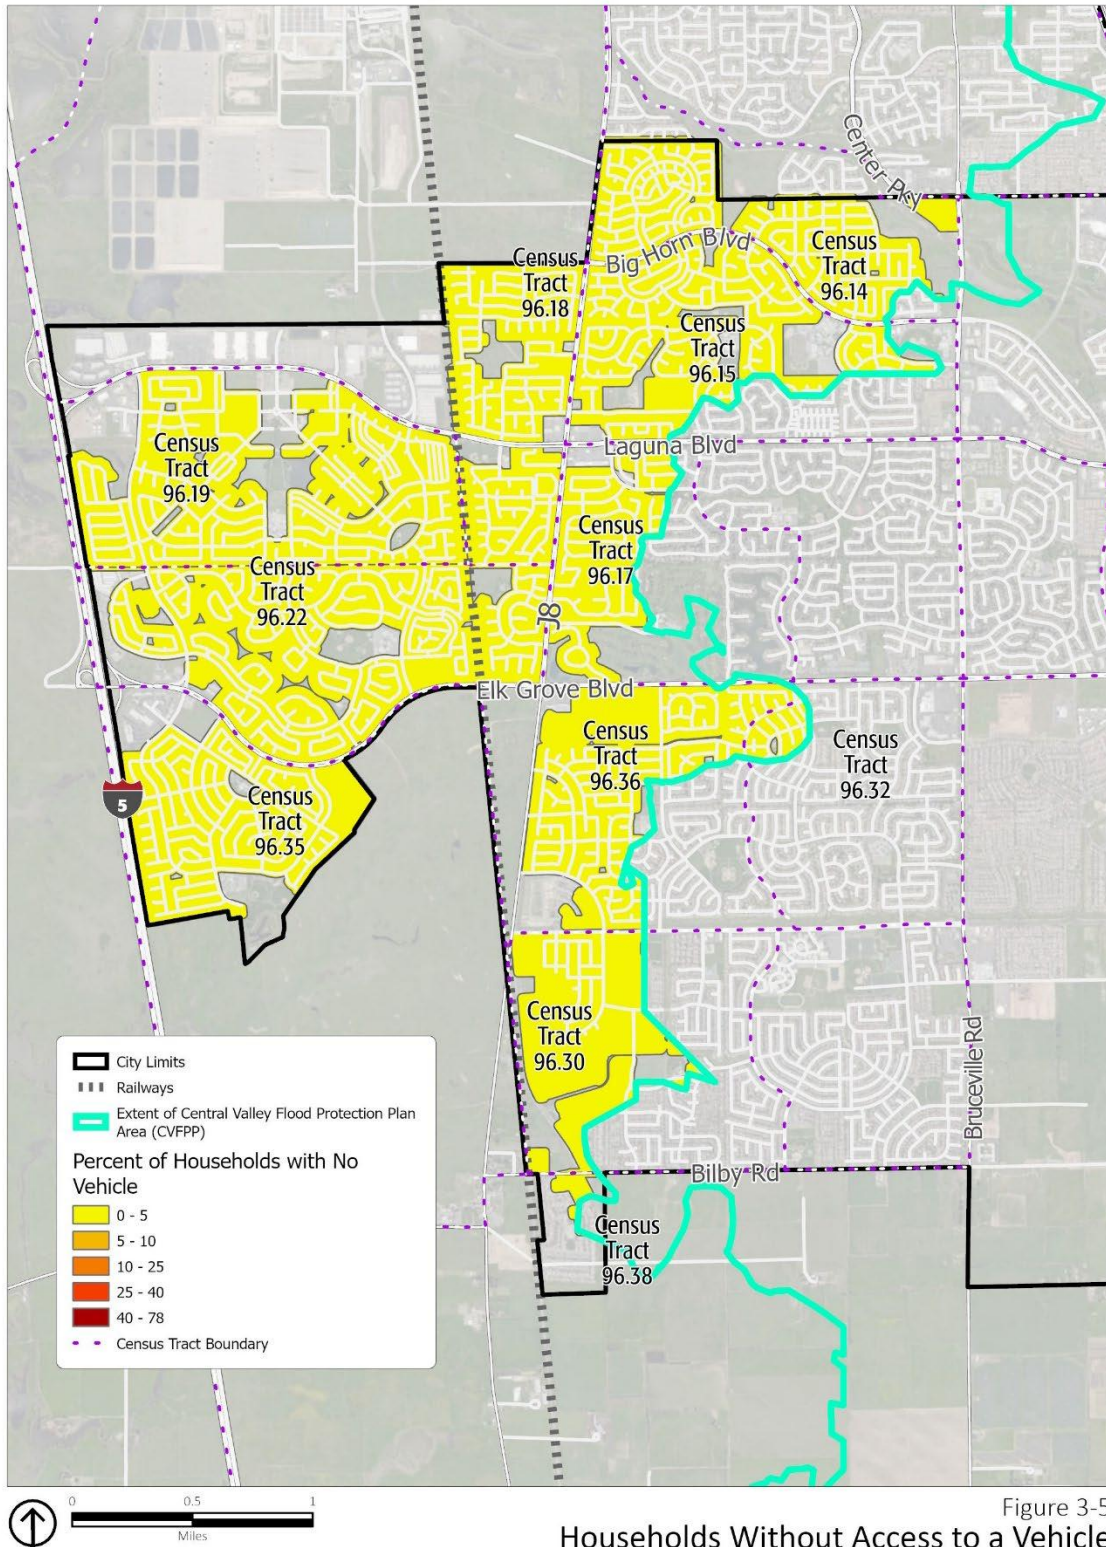 Center Pky
Big Horn Blvd
Census
Tract
96.14
Census
Tract
96.18
Census
Tract
96.15
Laguna Blvd
Census
Tract
96.19
Census
Tract
96.17
Census
Tract
96.22
J8
Elk Grove Blvd
Census
Tract
96.36
Census
Tract
96.32
5
Census
Tract
96.35
Census
Tract
96.30
Bruceville Rd
Bilby Rd
Census
Tract
96.38
City Limits
Railways
Extent of Central Valley Flood Protection Plan
Area (CVFPP)
Percent of Households with No
Vehicle
0 - 5
5 - 10
10 - 25
25 - 40
40 - 78
Census Tract Boundary
0 0.5 1
Miles
Figure 3-5
Households Without Access to a Vehicle